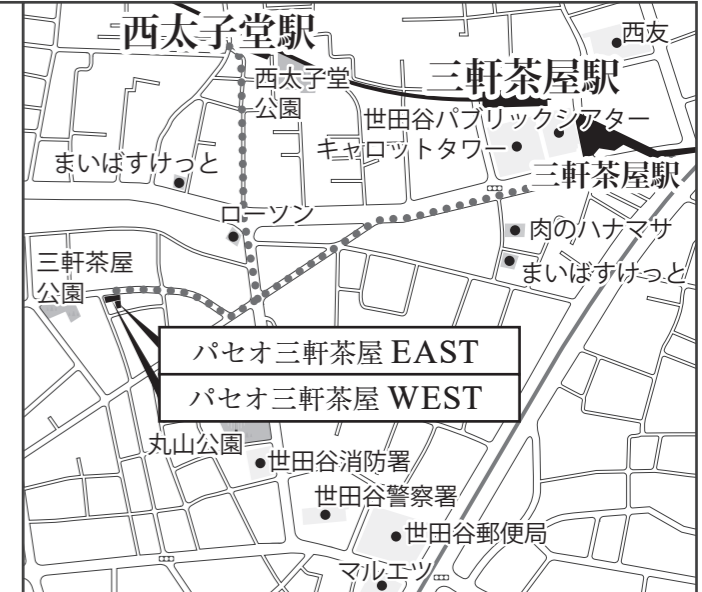 西太子堂駅
西友
三軒茶屋駅
西太子堂
公園
世田谷パブリックシアター
キャロットタワー
まいばすけっと
三軒茶屋駅
ローソン
肉のハナマサ
三軒茶屋
公園
まいばすけっと
パセオ三軒茶屋 EAST
パセオ三軒茶屋 WEST
丸山公園
世田谷消防署
世田谷警察署
世田谷郵便局
マルエツ